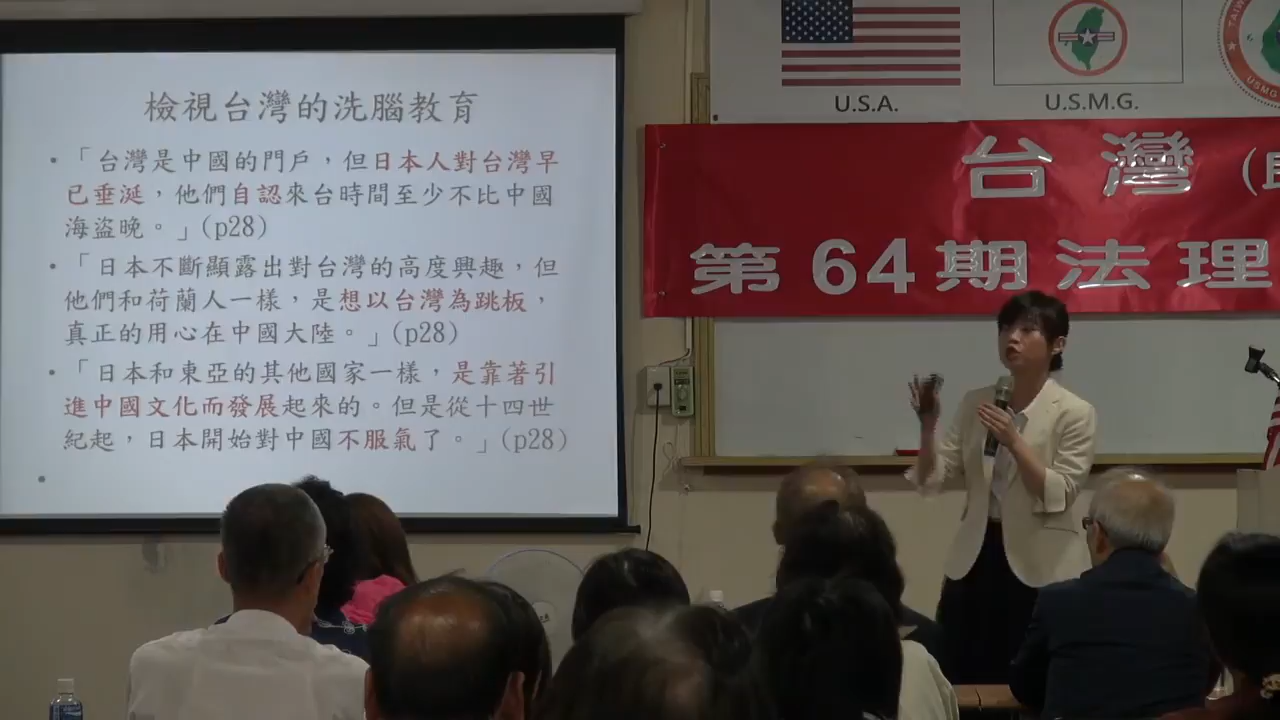 檢視台灣的洗腦教育
• 「台灣是中國的門戶，但日本人對台灣早
已垂涎，他們自認來台時間至少不比中國
海盜晚。」(p28)
• 「日本不斷顯露出對台灣的高度興趣，但
他們和荷蘭人一樣，是想以台灣為跳板，
真正的用心在中國大陸。」(p28)
• 「日本和東亞的其他國家一樣，是靠著引
進中國文化而發展起來的。但是從十四世
紀起，日本開始對中國不服氣了。」(p28)
•
U.S.A.
U.S.M.G.
台灣(
第64期法理